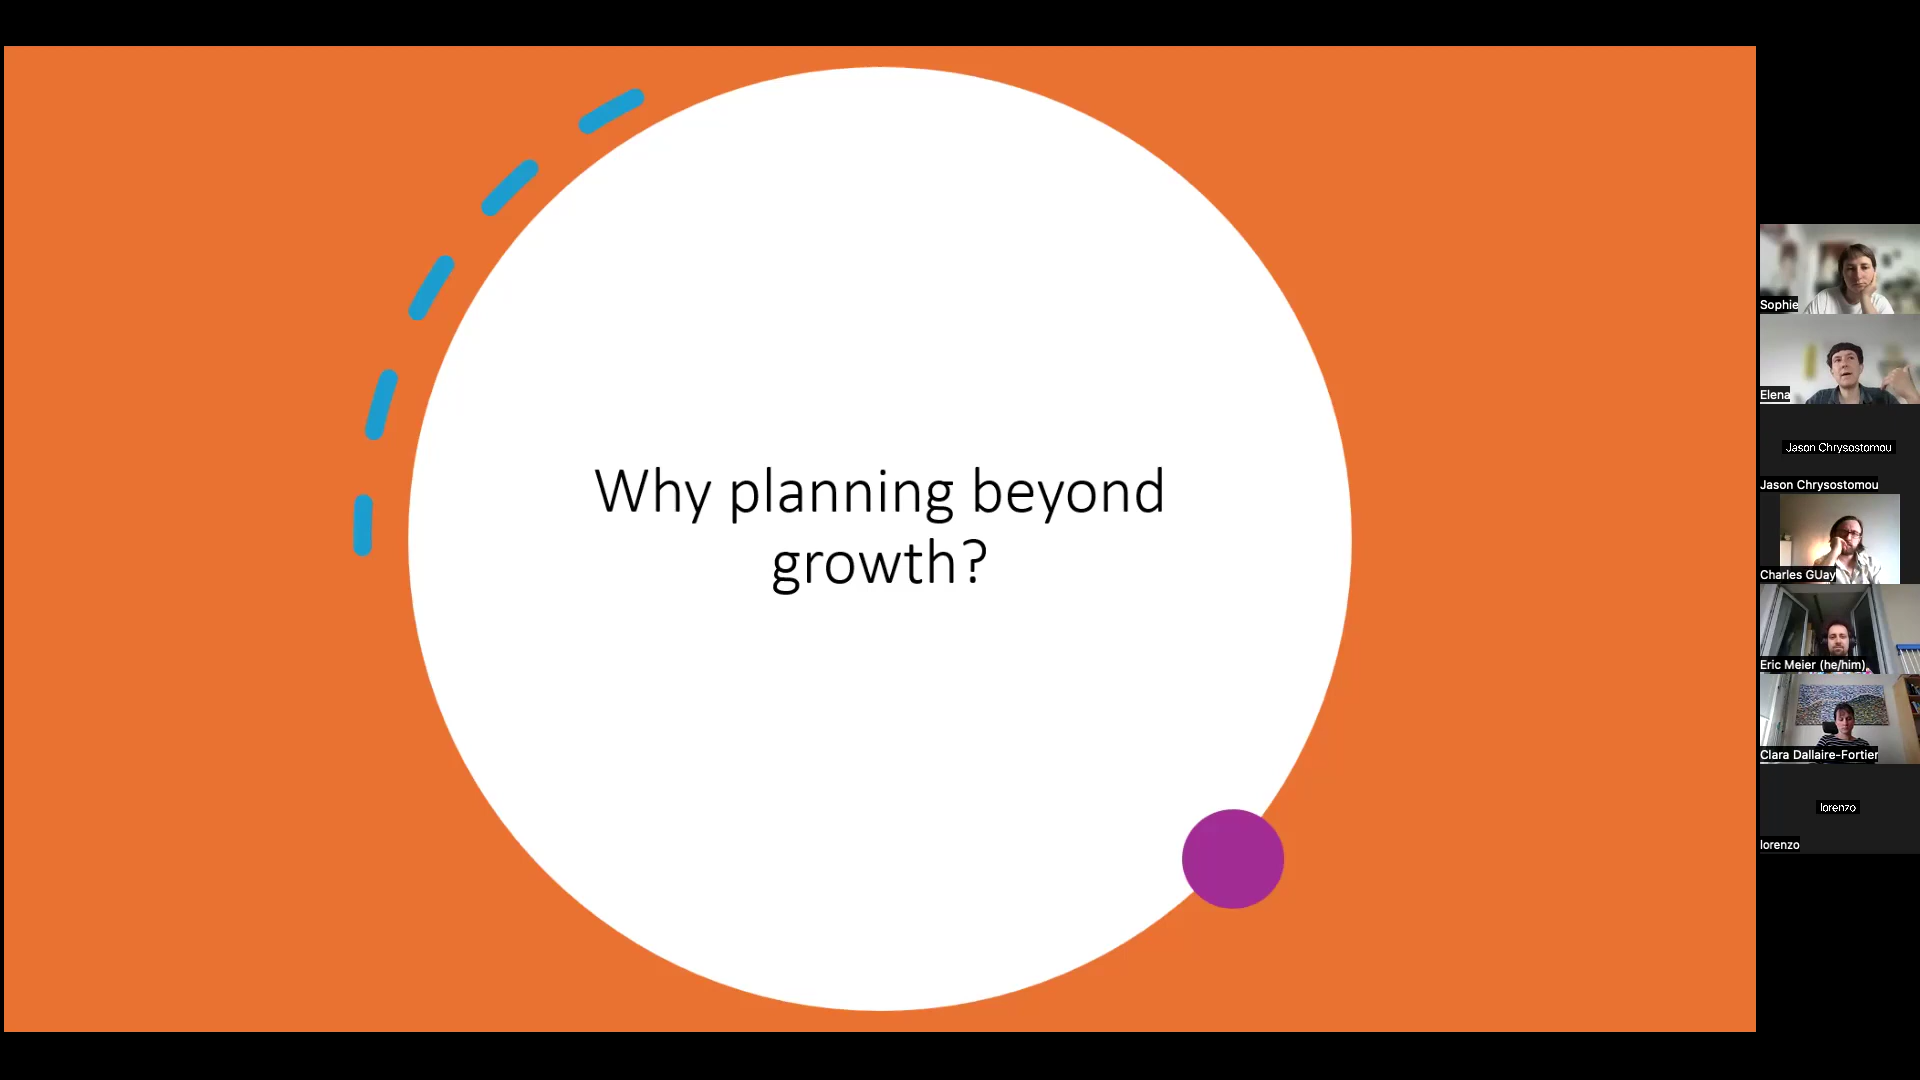 Why planning beyond
growth?
Sophie
Elena
Jason Chrysostomou
Jason Chrysostomou
Charles GUay
Eric Meier (he/him)
Clara Dallaire-Fortier
lorenzo
lorenzo